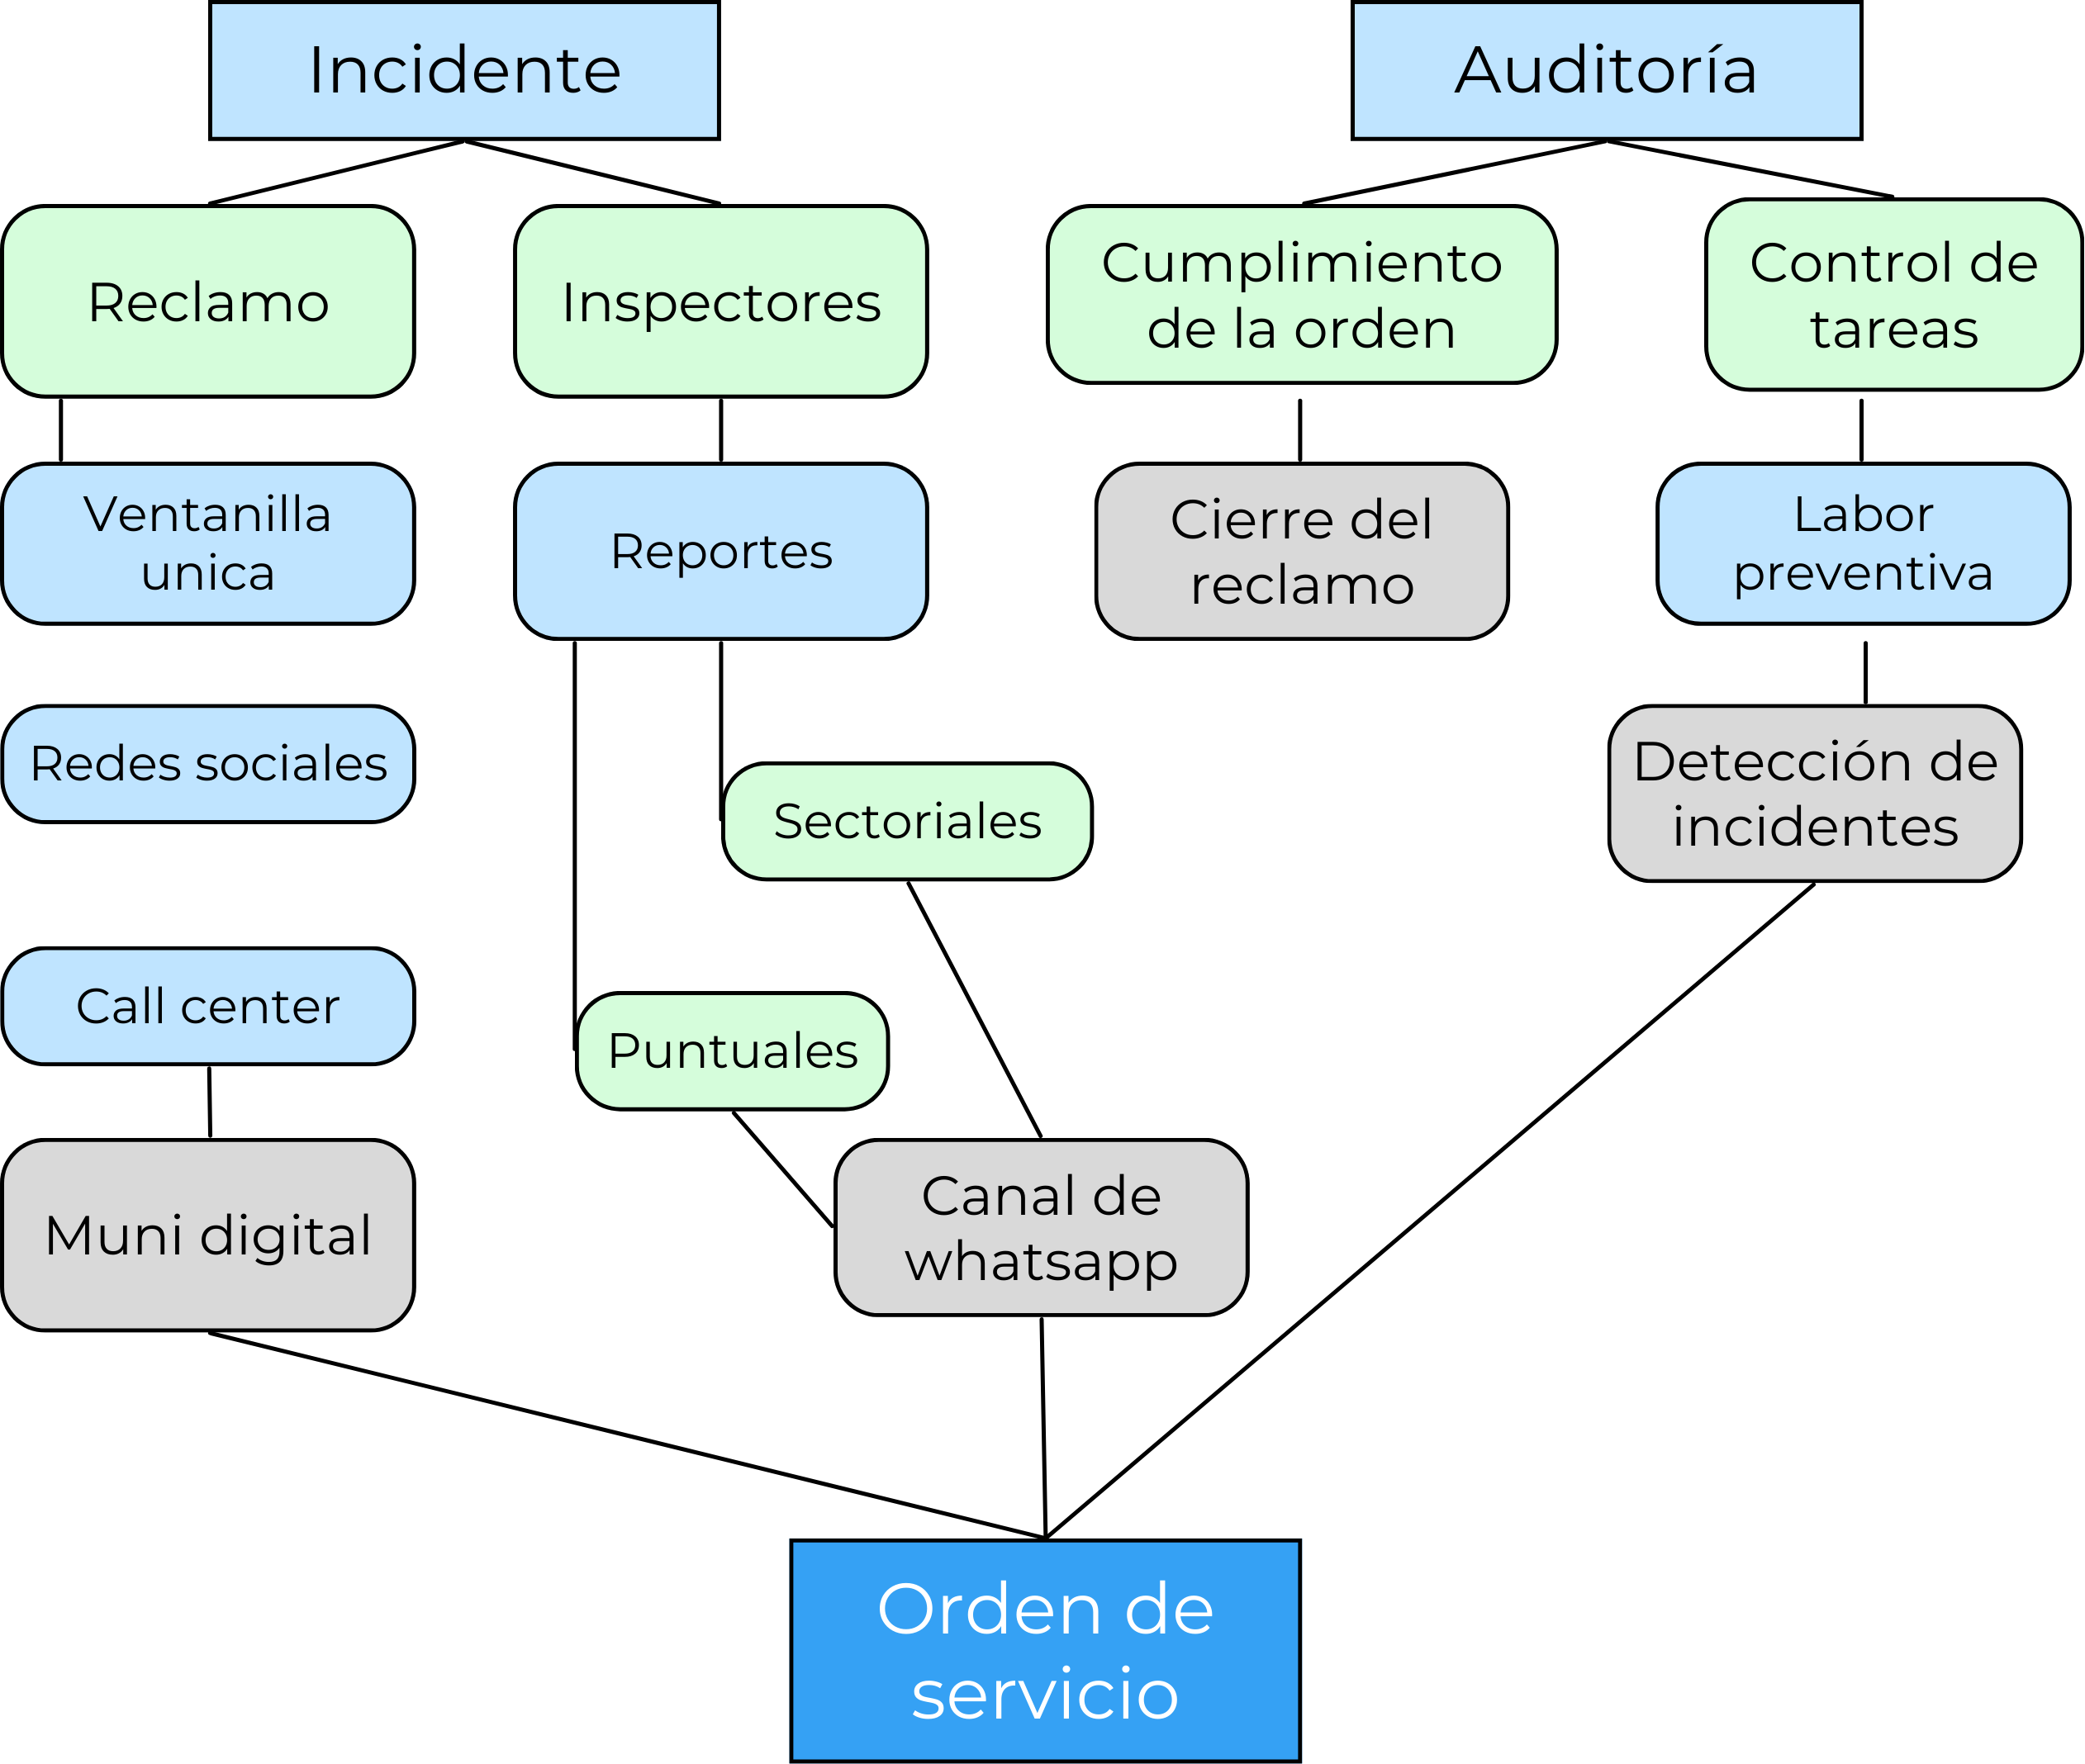 Incidente
Auditoría
Reclamo
Inspectores
Cumplimiento
de la orden
Control de
tareas
Ventanilla
unica
Reportes
Cierre del
reclamo
Labor
preventiva
Redes sociales
Sectoriales
Detección de
incidentes
Call center
Puntuales
Muni digital
Canal de
whatsapp
Orden de
servicio